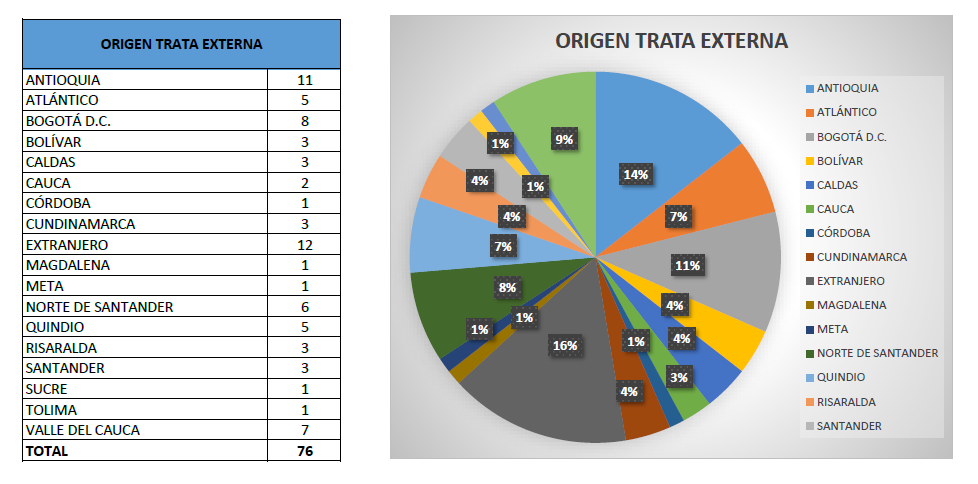 ORIGEN TRATA EXTERNA
ANTIOQUIA 11
ATLÁNTICO 5
BOGOTÁ D.C. 8
BOLÍVAR 3
CALDAS 3
CAUCA 2
CÓRDOBA 1
CUNDINAMARCA 3
EXTRANJERO 12
MAGDALENA 1
META 1
NORTE DE SANTANDER 6
QUINDIO 5
RISARALDA 3
SANTANDER 3
SUCRE 1
TOLIMA 1
VALLE DEL CAUCA 7
TOTAL 76
ORIGEN TRATA EXTERNA
14%
7%
11%
4%
4%
3%
1%
4%
16%
1%
1%
8%
7%
4%
4%
1%
1%
9%
ANTIOQUIA
ATLÁNTICO
BOGOTÁ D.C.
BOLÍVAR
CALDAS
CAUCA
CÓRDOBA
CUNDINAMARCA
EXTRANJERO
MAGDALENA
META
NORTE DE SANTANDER
QUINDIO
RISARALDA
SANTANDER